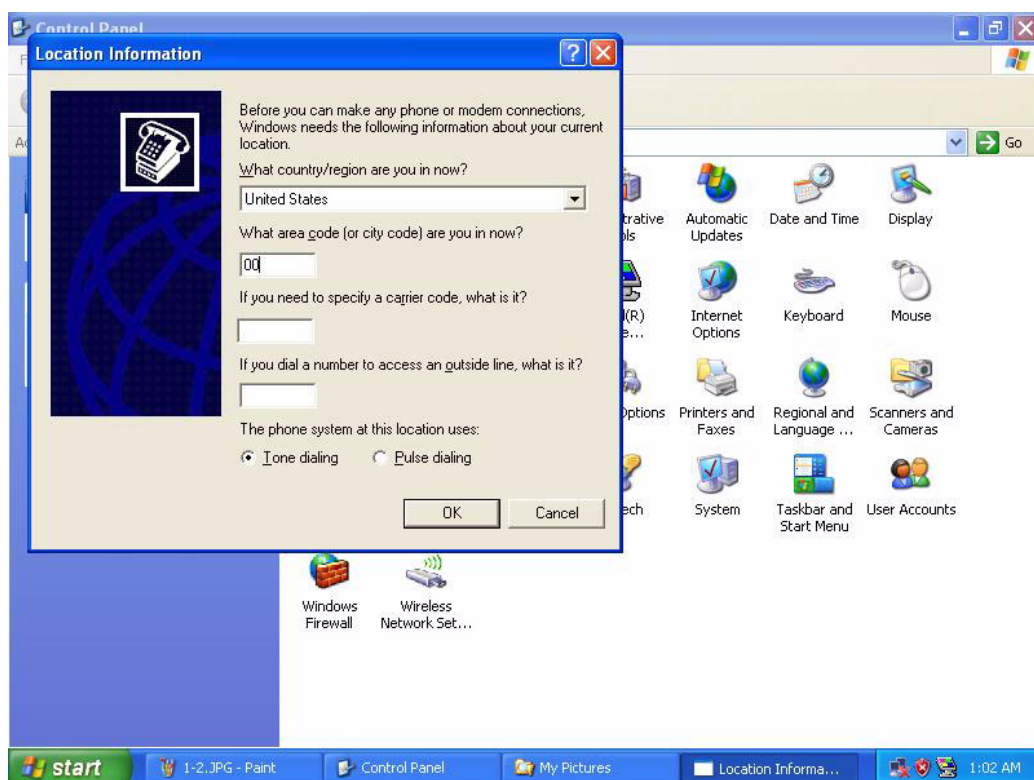 Control Panel
Location Information
Before you can make any phone or modem connections,
Windows needs the following information about your current
location.
What country/region are you in now?
United States
What area code (or city code) are you in now?
00
If you need to specify a carrier code, what is it?
If you dial a number to access an outside line, what is it?
The phone system at this location uses:
Tone dialing Pulse dialing
OK Cancel
Go
Automatic Updates
Date and Time
Display
Internet Options
Keyboard
Mouse
Printers and Faxes
Regional and Language ...
Scanners and Cameras
System
Taskbar and Start Menu
User Accounts
Windows Firewall
Wireless Network Set...
start
1-2.JPG - Paint
Control Panel
My Pictures
Location Informa...
1:02 AM